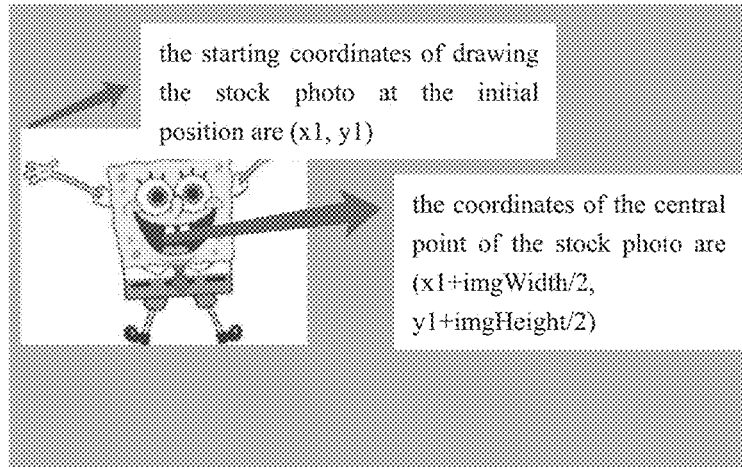 the starting coordinates of drawing
the stock photo at the initial
position are (x1, y1)
the coordinates of the central
point of the stock photo are
(x1+imgWidth/2,
y1+imgHeight/2)